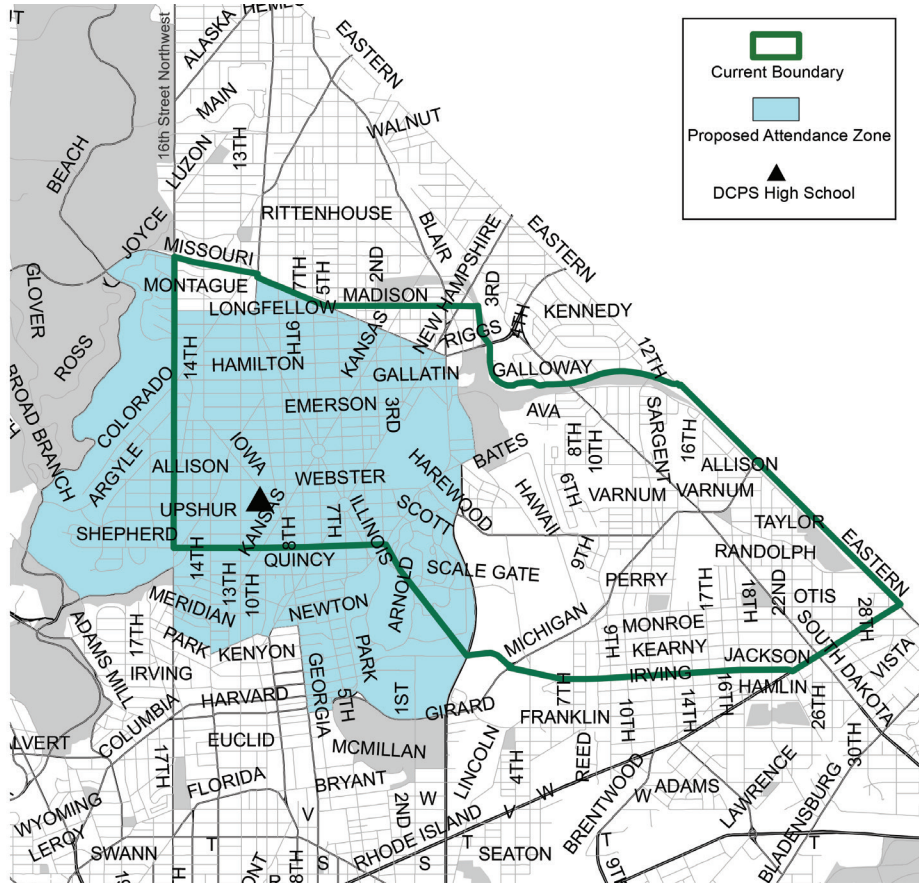 Current Boundary
Proposed Attendance Zone
DCPS High School
16th Street Northwest
ALASKA
EASTERN
MAIN
WALNUT
LUZON
13TH
BEACH
RITTENHOUSE
BLAIR
JOYCE
MISSOURI
2ND
NEW HAMPSHIRE
EASTERN
GLOVER
MONTAGUE
7TH
5TH
MADISON
3RD
KENNEDY
LONGFELLOW
ROSS
14TH
HAMILTON
9TH
KANSAS
RIGGS
GALLATIN
GALLOWAY
12TH
BROAD BRANCH
COLORADO
EMERSON
3RD
AVA
SARGENT
16TH
ARGYLE
IOWA
ALLISON
WEBSTER
HAREWOOD
BATES
8TH
10TH
ALLISON
UPSHUR
KANSAS
7TH
ILLINOIS
SCOTT
HAWAII
6TH
VARNUM
VARNUM
SHEPHERD
8TH
TAYLOR
EASTERN
14TH
13TH
10TH
QUINCY
ARNOLD
SCALE GATE
9TH
PERRY
RANDOLPH
17TH
18TH
22ND
OTIS
MERIDIAN
NEWTON
MONROE
28TH
ADAMS MILL
17TH
PARK
KENYON
PARK
MICHIGAN
9TH
KEARNY
JACKSON
SOUTH DAKOTA
VISTA
IRVING
GEORGIA
5TH
1ST
IRVING
7TH
10TH
14TH
19TH
HAMLIN
26TH
COLUMBIA
HARVARD
GIRARD
FRANKLIN
EUCLID
MCMILLAN
LINCOLN
4TH
REED
30TH
17TH
FLORIDA
BRYANT
2ND
W
V
W
BRENTWOOD
W
ADAMS
LAWRENCE
BLADENSBURG
WYOMING
LEROY
V
RHODE ISLAND
SWANN
T
S
S
T
SEATON
T
T
9TH
8TH